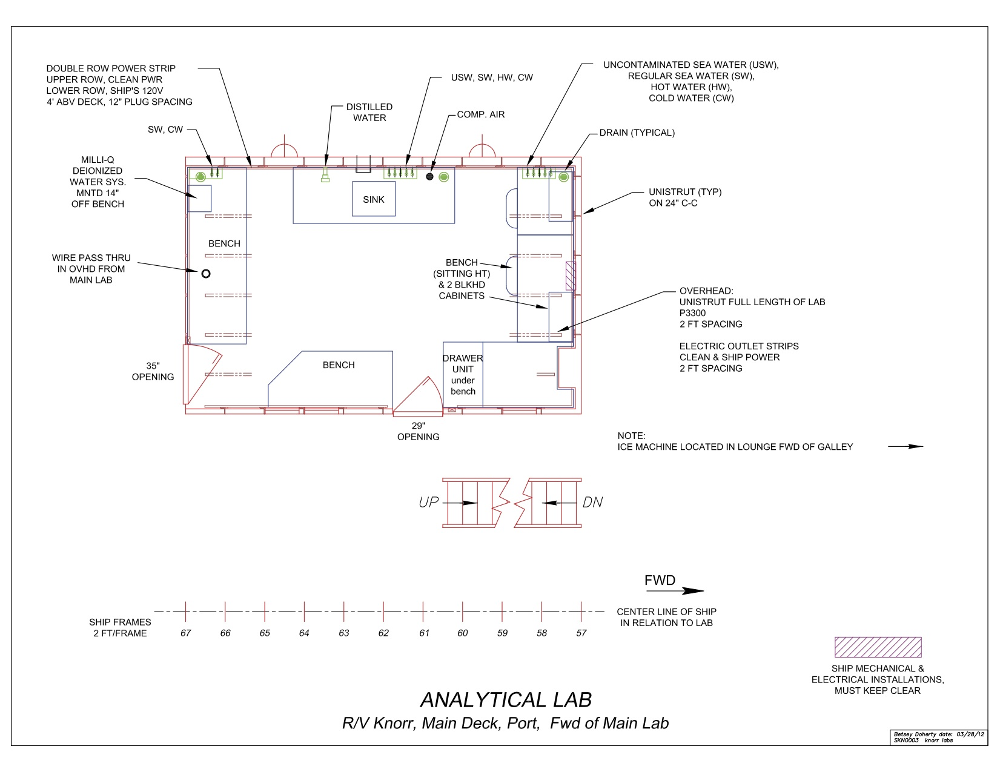 DOUBLE ROW POWER STRIP
UPPER ROW, CLEAN PWR
LOWER ROW, SHIP'S 120V
4' ABV DECK, 12" PLUG SPACING
SW, CW
MILLI-Q
DEIONIZED
WATER SYS.
MNTD 14"
OFF BENCH
WIRE PASS THRU
IN OVHD FROM
MAIN LAB
35"
OPENING
DISTILLED
WATER
USW, SW, HW, CW
COMP. AIR
UNCONTAMINATED SEA WATER (USW),
REGULAR SEA WATER (SW),
HOT WATER (HW),
COLD WATER (CW)
DRAIN (TYPICAL)
UNISTRUT (TYP)
ON 24" C-C
SINK
BENCH
BENCH
(SITTING HT)
& 2 BLKHD
CABINETS
OVERHEAD:
UNISTRUT FULL LENGTH OF LAB
P3300
2 FT SPACING
ELECTRIC OUTLET STRIPS
CLEAN & SHIP POWER
2 FT SPACING
BENCH
DRAWER
UNIT
under
bench
29"
OPENING
NOTE:
ICE MACHINE LOCATED IN LOUNGE FWD OF GALLEY
UP
DN
FWD
CENTER LINE OF SHIP
IN RELATION TO LAB
SHIP FRAMES
2 FT/FRAME
67 66 65 64 63 62 61 60 59 58 57
SHIP MECHANICAL &
ELECTRICAL INSTALLATIONS,
MUST KEEP CLEAR
ANALYTICAL LAB
R/V Knorr, Main Deck, Port, Fwd of Main Lab
Betsey Doherty date: 03/28/12
SKN0003 knorr labs